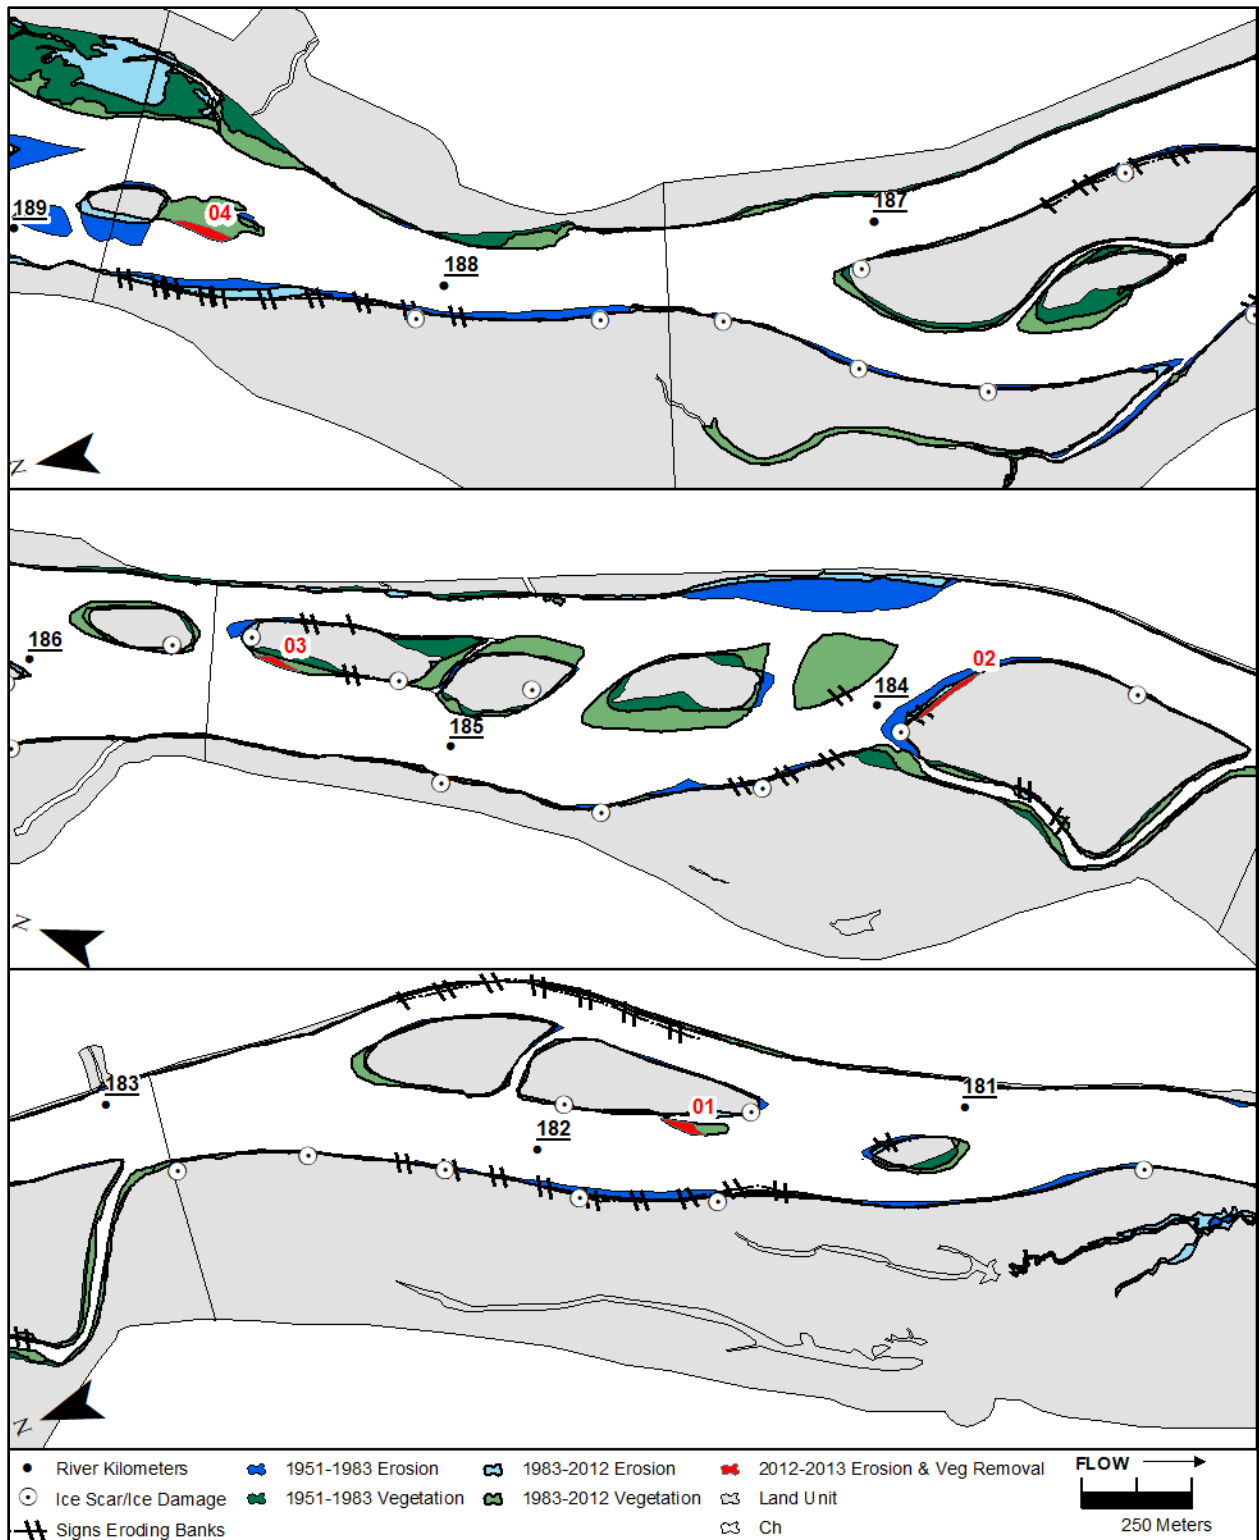 187
04
189
188
N
186
03
02
184
185
N
183
01
181
182
N
River Kilometers
1951-1983 Erosion
1983-2012 Erosion
2012-2013 Erosion & Veg Removal
FLOW
Ice Scar/Ice Damage
1951-1983 Vegetation
1983-2012 Vegetation
Land Unit
Signs Eroding Banks
Ch
250 Meters